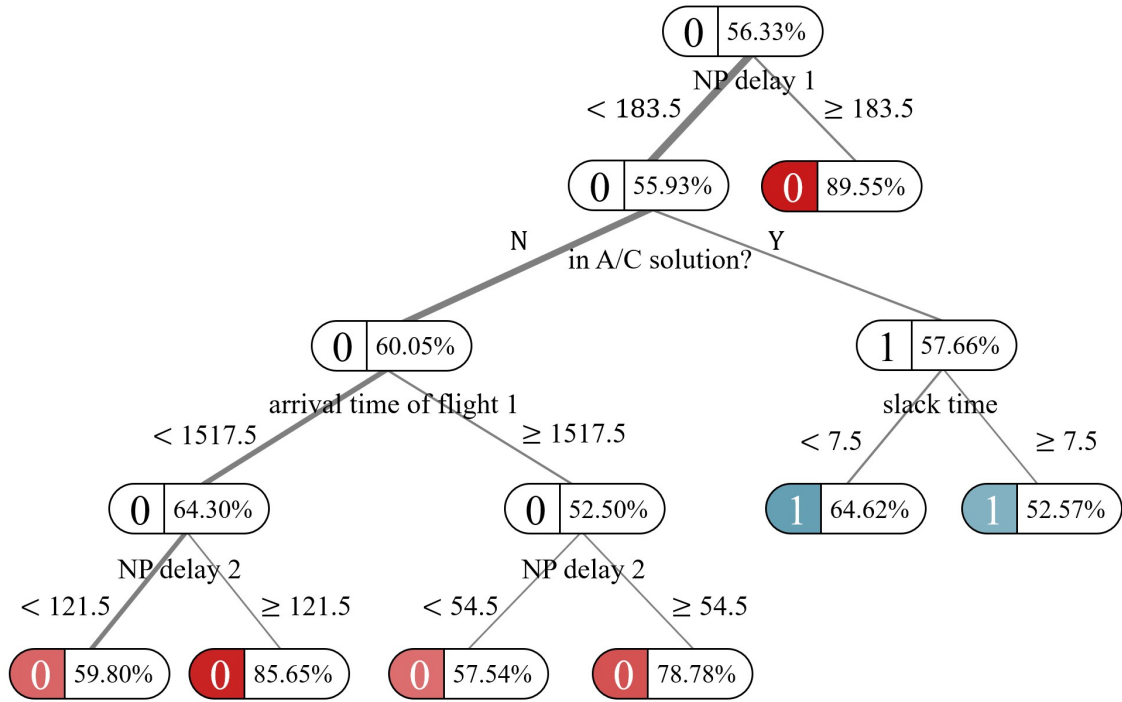 0 56.33%
NP delay 1
< 183.5 ≥ 183.5
0 55.93% 0 89.55%
N Y
in A/C solution?
0 60.05% 1 57.66%
arrival time of flight 1 slack time
< 1517.5 ≥ 1517.5 < 7.5 ≥ 7.5
0 64.30% 0 52.50% 1 64.62% 1 52.57%
NP delay 2 NP delay 2
< 121.5 ≥ 121.5 < 54.5 ≥ 54.5
0 59.80% 0 85.65% 0 57.54% 0 78.78%